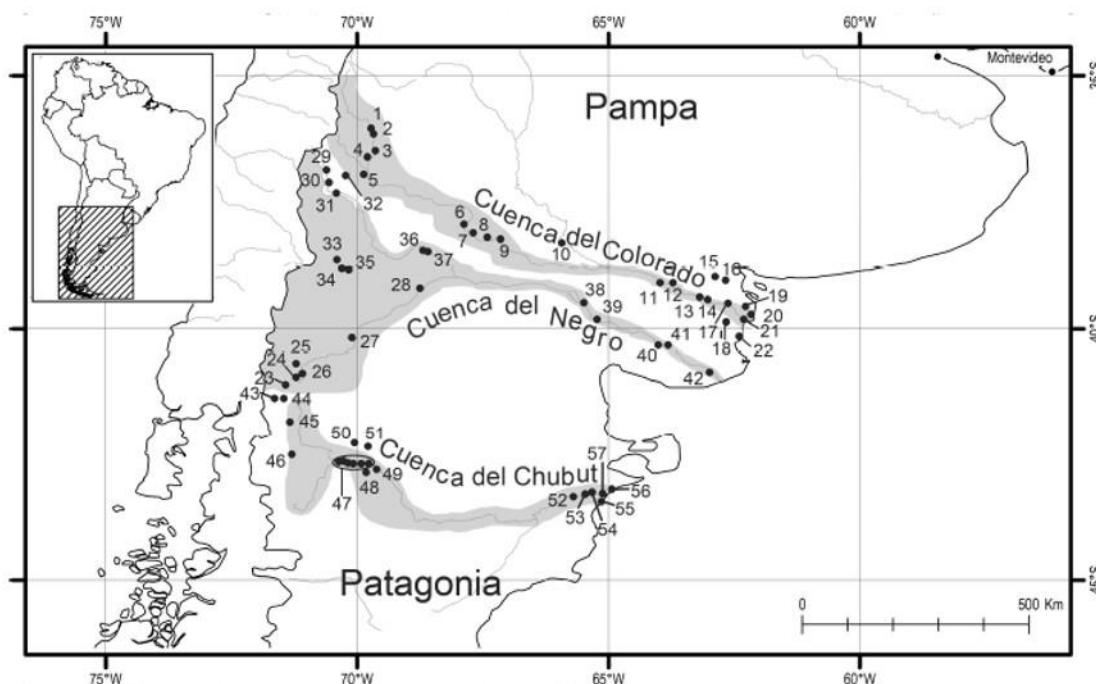 75°W 70°W 65°W 60°W
Montevideo
35°S
Pampa
1
2
4 3
29
30 5
31 32
6 8
7 9
Cuenca del Colorado
10
33 36
34 35 37
15 16
11 12
13 14
19
20
28
Cuenca del Negro
38
39
17 21
18 22
40°S
27
40 41
24 25
23 26
42
43 44
45
50 51
Cuenca del Chubut
57
46
49
48
47
52 56
53 55
54
Patagonia
45°S
0 500 Km
75°W 70°W 65°W 60°W